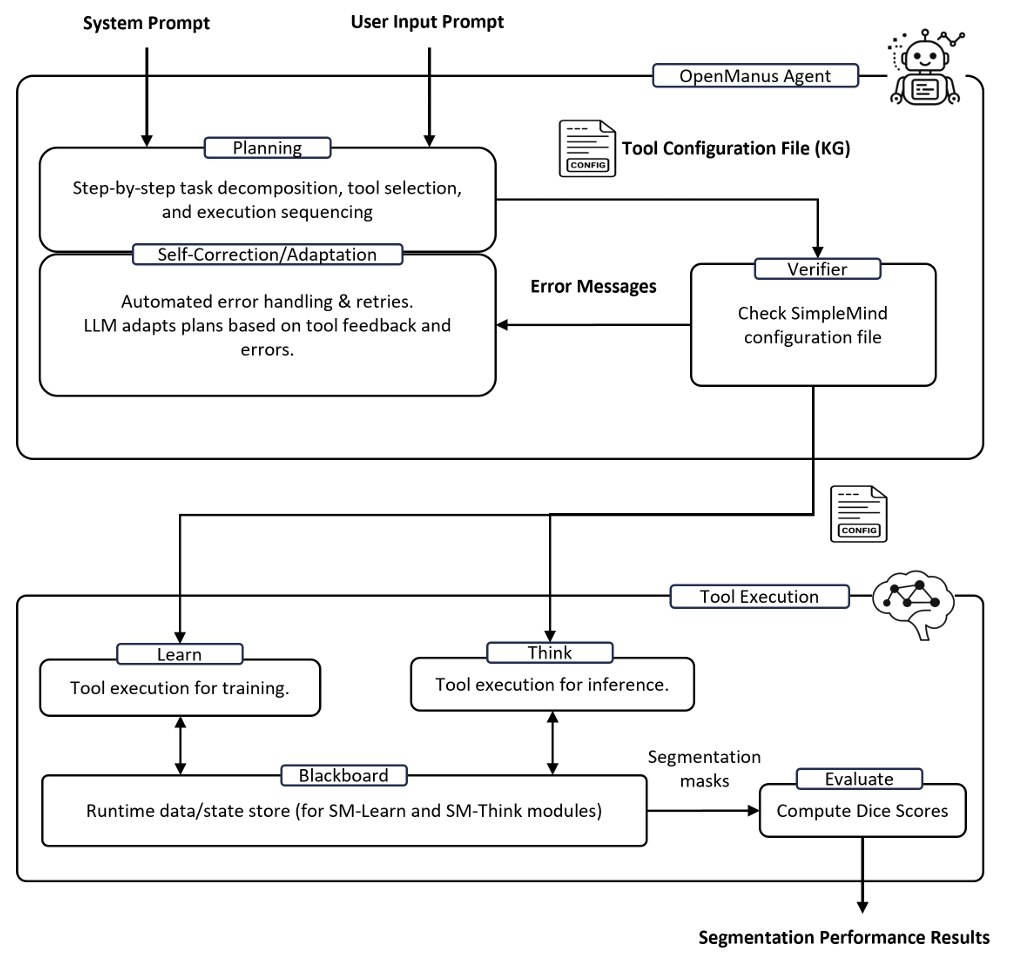 System Prompt
User Input Prompt
OpenManus Agent
Planning
Step-by-step task decomposition, tool selection,
and execution sequencing
CONFIG
Tool Configuration File (KG)
Self-Correction/Adaptation
Automated error handling & retries.
LLM adapts plans based on tool feedback and
errors.
Error Messages
Verifier
Check SimpleMind
configuration file
CONFIG
Tool Execution
Learn
Tool execution for training.
Think
Tool execution for inference.
Blackboard
Runtime data/state store (for SM-Learn and SM-Think modules)
Segmentation
masks
Evaluate
Compute Dice Scores
Segmentation Performance Results